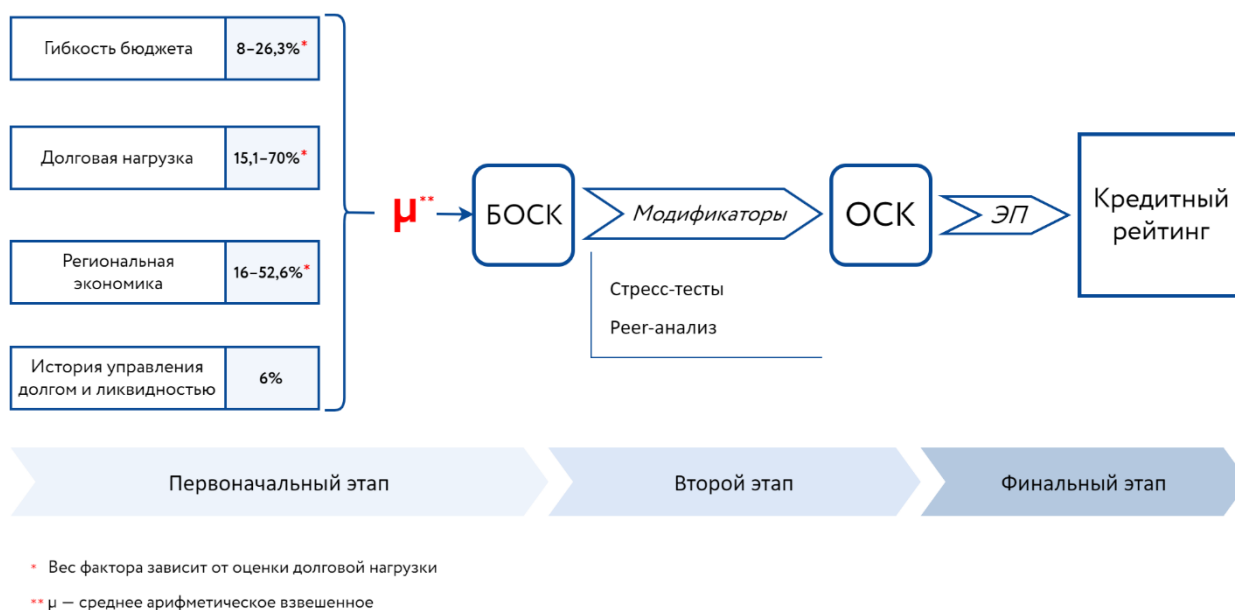 Гибкость бюджета
8–26,3%*
Долговая нагрузка
15,1–70%*
Региональная
экономика
16–52,6%*
История управления
долгом и ликвидностью
6%
μ**
БОСК
Модификаторы
Стресс-тесты
Peer-анализ
ОСК
ЭП
Кредитный
рейтинг
Первоначальный этап
Второй этап
Финальный этап
* Вес фактора зависит от оценки долговой нагрузки
** μ — среднее арифметическое взвешенное